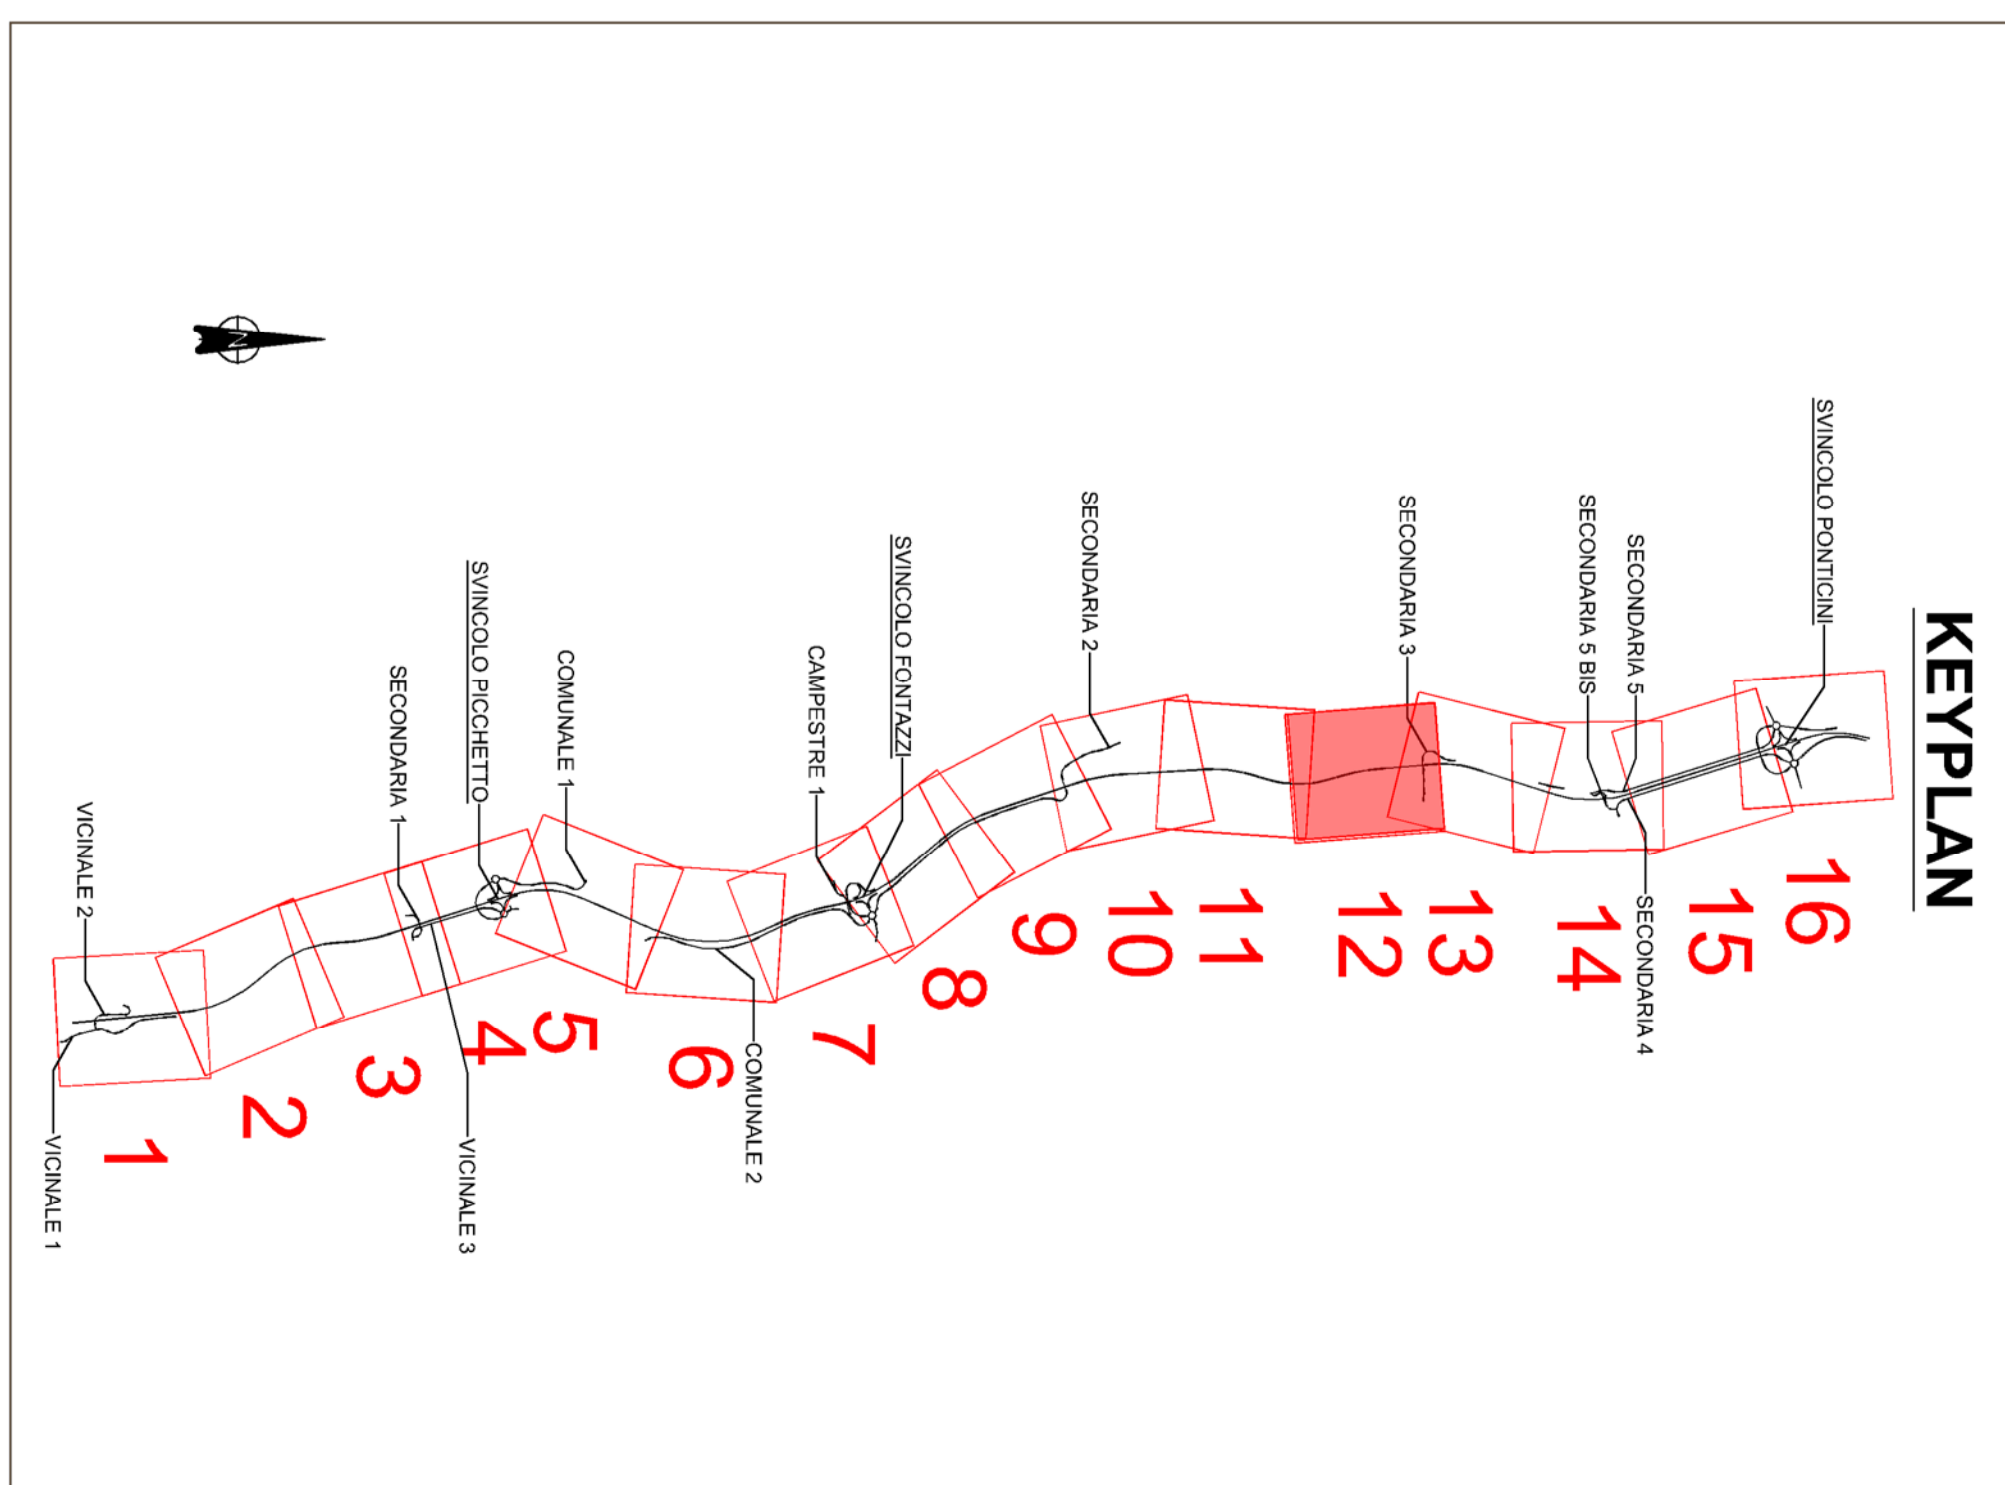 KEYPLAN
SVINCOLO PONTICINI
SECONDARIA 5
SECONDARIA 5 BIS
SECONDARIA 4
SECONDARIA 3
SECONDARIA 2
SVINCOLO FONTAZZI
CAMPESTRE 1
COMUNALE 2
COMUNALE 1
SVINCOLO PICCHETTO
VICINALE 3
SECONDARIA 1
VICINALE 2
VICINALE 1
16
15
14
13
12
11
10
9
8
7
6
5
4
3
2
1
N